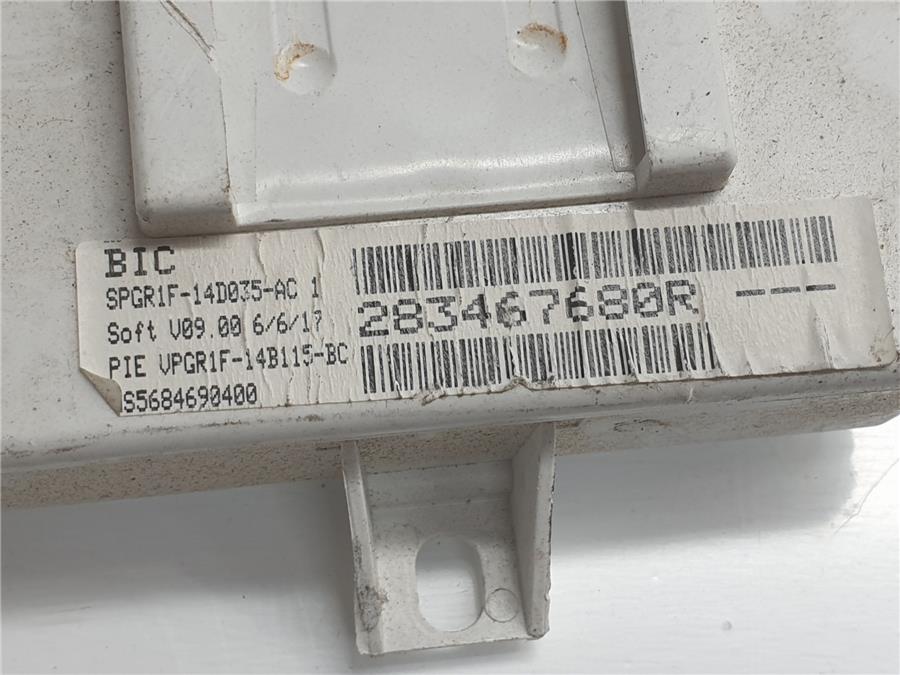 BIC
SPGR1F-14D035-AC 1
Soft V09.00 6/6/17
PIE VPGR1F-14B115-BC
S5684690400
283467680R ---